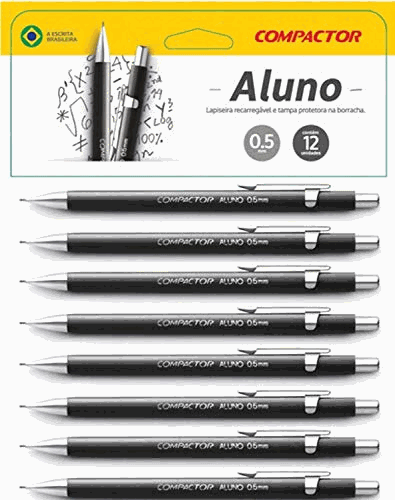 A ESCRITA
BRASILEIRA
COMPACTOR
Aluno
Lapiseira recarregável e tampa protetora na borracha.
0.5
mm
contém
12
unidades
COMPACTOR ALUNO 0.5mm
COMPACTOR ALUNO 0.5mm
COMPACTOR ALUNO 0.5mm
COMPACTOR ALUNO 0.5mm
COMPACTOR ALUNO 0.5mm
COMPACTOR ALUNO 0.5mm
COMPACTOR ALUNO 0.5mm
COMPACTOR ALUNO 0.5mm